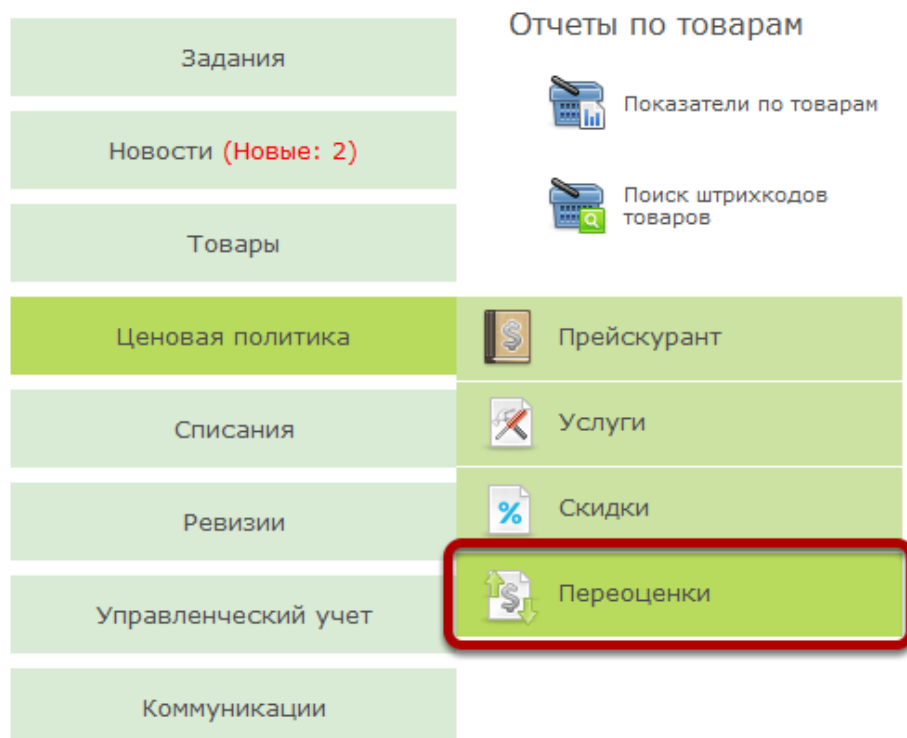 Задания
Новости (Новые: 2)
Товары
Ценовая политика
Списания
Ревизии
Управленческий учет
Коммуникации
Отчеты по товарам
Показатели по товарам
Поиск штрихкодов
товаров
Прейскурант
Услуги
Скидки
Переоценки